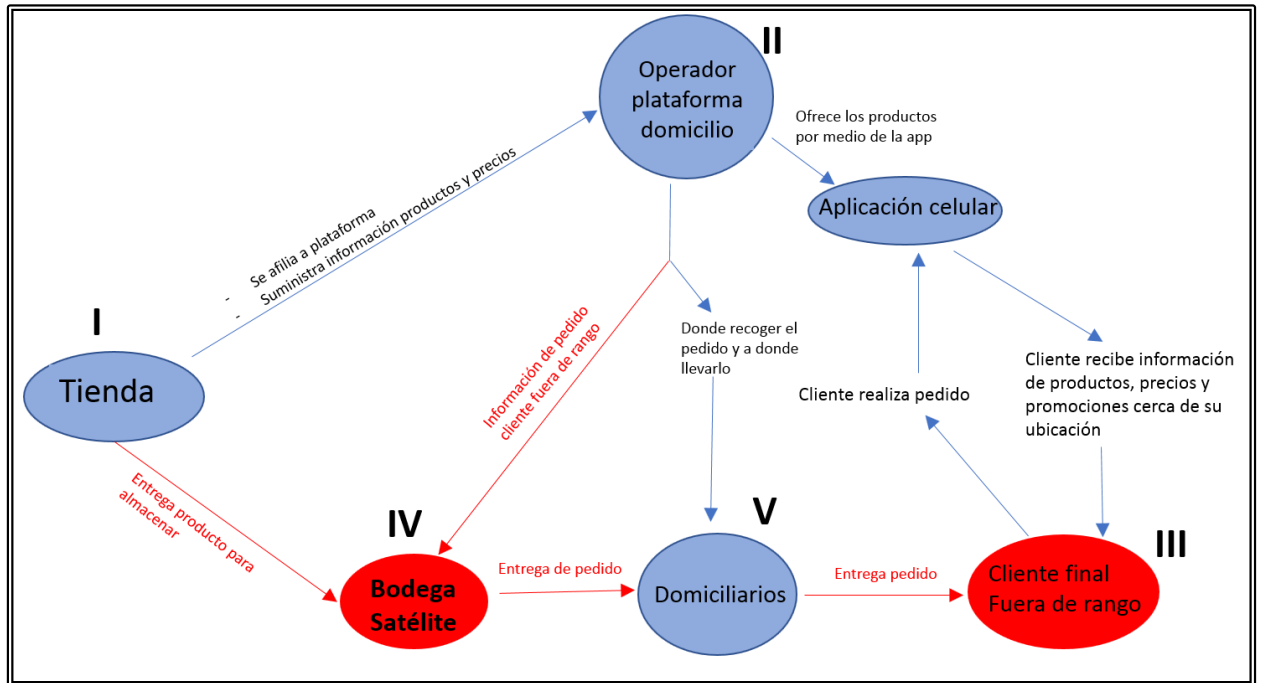 II
Operador
plataforma
domicilio
Ofrece los productos
por medio de la app
Aplicación celular
- Se afilia a plataforma
- Suministra información productos y precios
I
Tienda
Información de pedido
cliente fuera de rango
Donde recoger el
pedido y a donde
llevarlo
Cliente realiza pedido
Cliente recibe información
de productos, precios y
promociones cerca de su
ubicación
Entrega producto para
almacenar
IV
Bodega
Satélite
Entrega de pedido
V
Domiciliarios
Entrega pedido
III
Cliente final
Fuera de rango